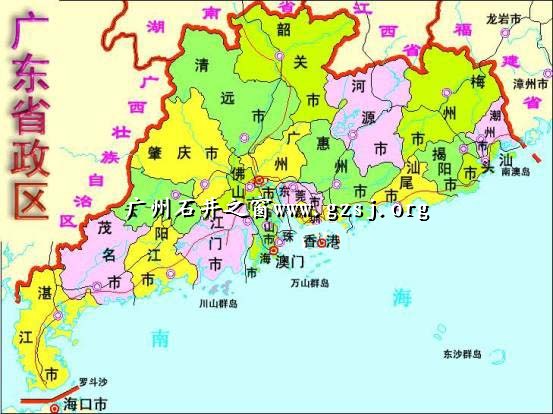 广东省政区
湖南省
江西省
福建省
广西壮族自治区
龙岩市
漳州市
韶关市
清远市
河源市
梅州市
潮州市
肇庆市
广州市
惠州市
揭阳市
汕头
汕尾市
南澳岛
佛山市
东莞市
广州石井之窗www.gzsj.org
茂名市
阳江市
江门市
中山市
珠海市
深圳
香港
澳门
湛江市
川山群岛
万山群岛
东沙群岛
南海
罗斗沙
海口市